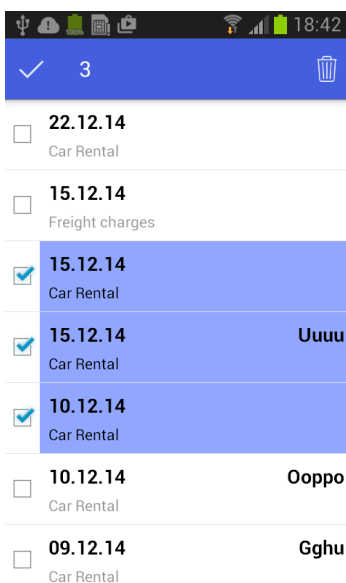 100%
18:42
3
22.12.14
Car Rental
15.12.14
Freight charges
15.12.14
Car Rental
15.12.14 Uuuu
Car Rental
10.12.14
Car Rental
10.12.14 Ooppo
Car Rental
09.12.14 Gghu
Car Rental